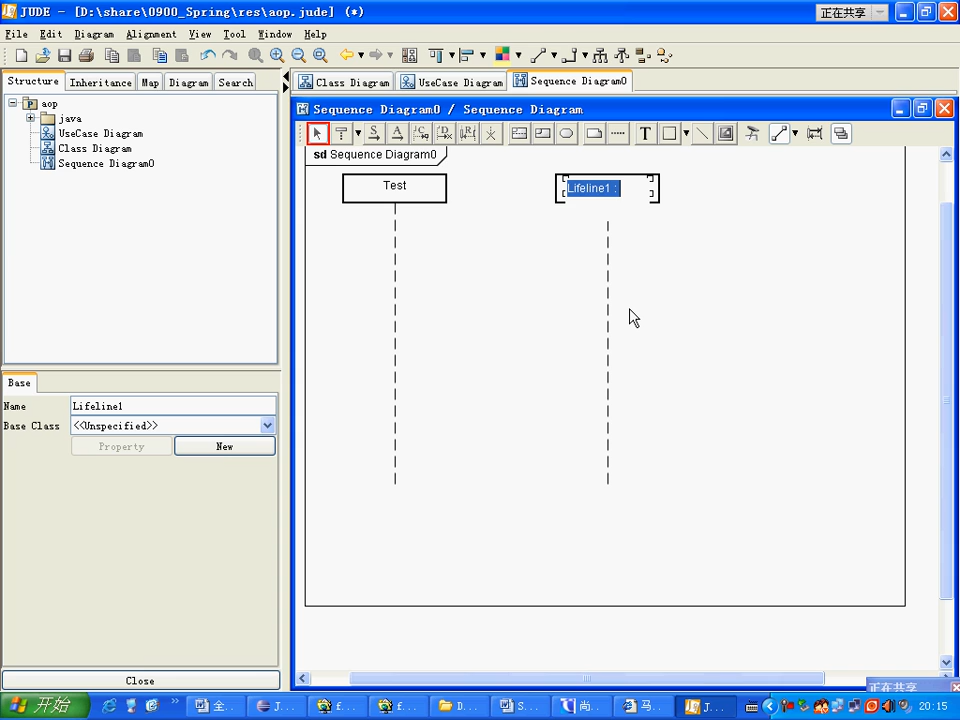 JUDE - [D:\share\0900_Spring\res\aop.jude] (*)
正在共享
File Edit Diagram Alignment View Tool Window Help
Structure Inheritance Map Diagram Search
Class Diagram UseCase Diagram Sequence Diagram0
aop
java
UseCase Diagram
Class Diagram
Sequence Diagram0
Sequence Diagram0 / Sequence Diagram
sd Sequence Diagram0
Test
Lifeline1 :
Base
Name Lifeline1
Base Class <<Unspecified>>
Property New
Close
正在共享
开始
全..
J...
f...
f...
D...
S...
尚..
马..
J...
20:15